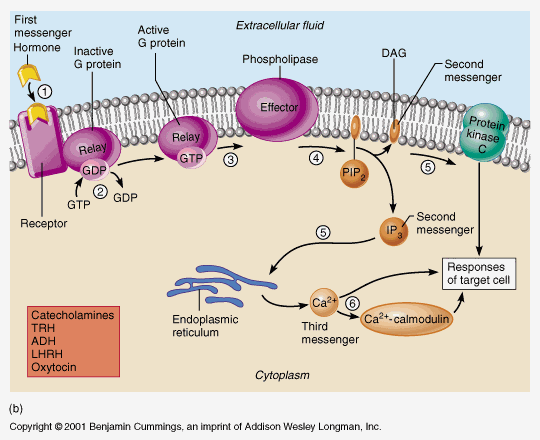 First
messenger
Hormone
1
Inactive
G protein
Active
G protein
Extracellular fluid
Phospholipase
DAG
Second
messenger
Effector
Relay
GDP
Relay
GTP
3
4
PIP2
5
Protein
kinase
C
2
GTP
GDP
Receptor
IP3
Second
messenger
5
Endoplasmic
reticulum
Ca2+
Third
messenger
6
Ca2+-calmodulin
Responses
of target cell
Catecholamines
TRH
ADH
LHRH
Oxytocin
Cytoplasm
(b)
Copyright © 2001 Benjamin Cummings, an imprint of Addison Wesley Longman, Inc.